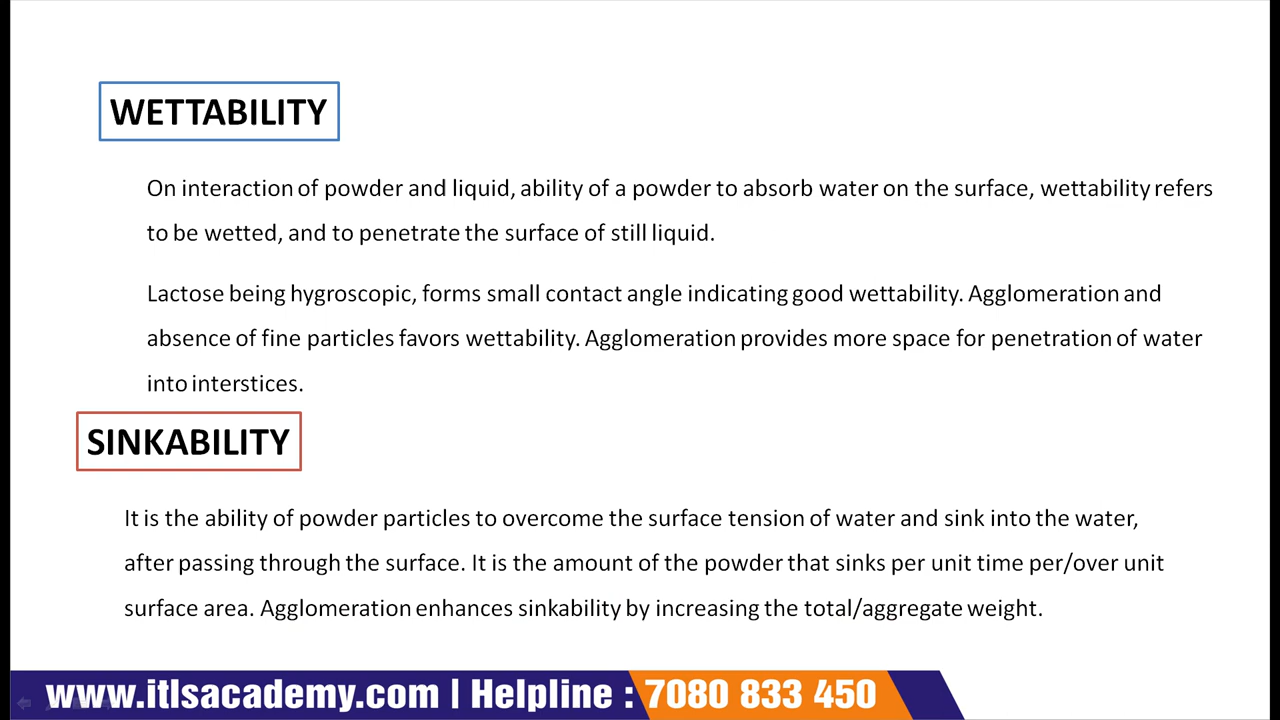 WETTABILITY
On interaction of powder and liquid, ability of a powder to absorb water on the surface, wettability refers
to be wetted, and to penetrate the surface of still liquid.
Lactose being hygroscopic, forms small contact angle indicating good wettability. Agglomeration and
absence of fine particles favors wettability. Agglomeration provides more space for penetration of water
into interstices.
SINKABILITY
It is the ability of powder particles to overcome the surface tension of water and sink into the water,
after passing through the surface. It is the amount of the powder that sinks per unit time per/over unit
surface area. Agglomeration enhances sinkability by increasing the total/aggregate weight.
www.itlsacademy.com | Helpline : 7080 833 450